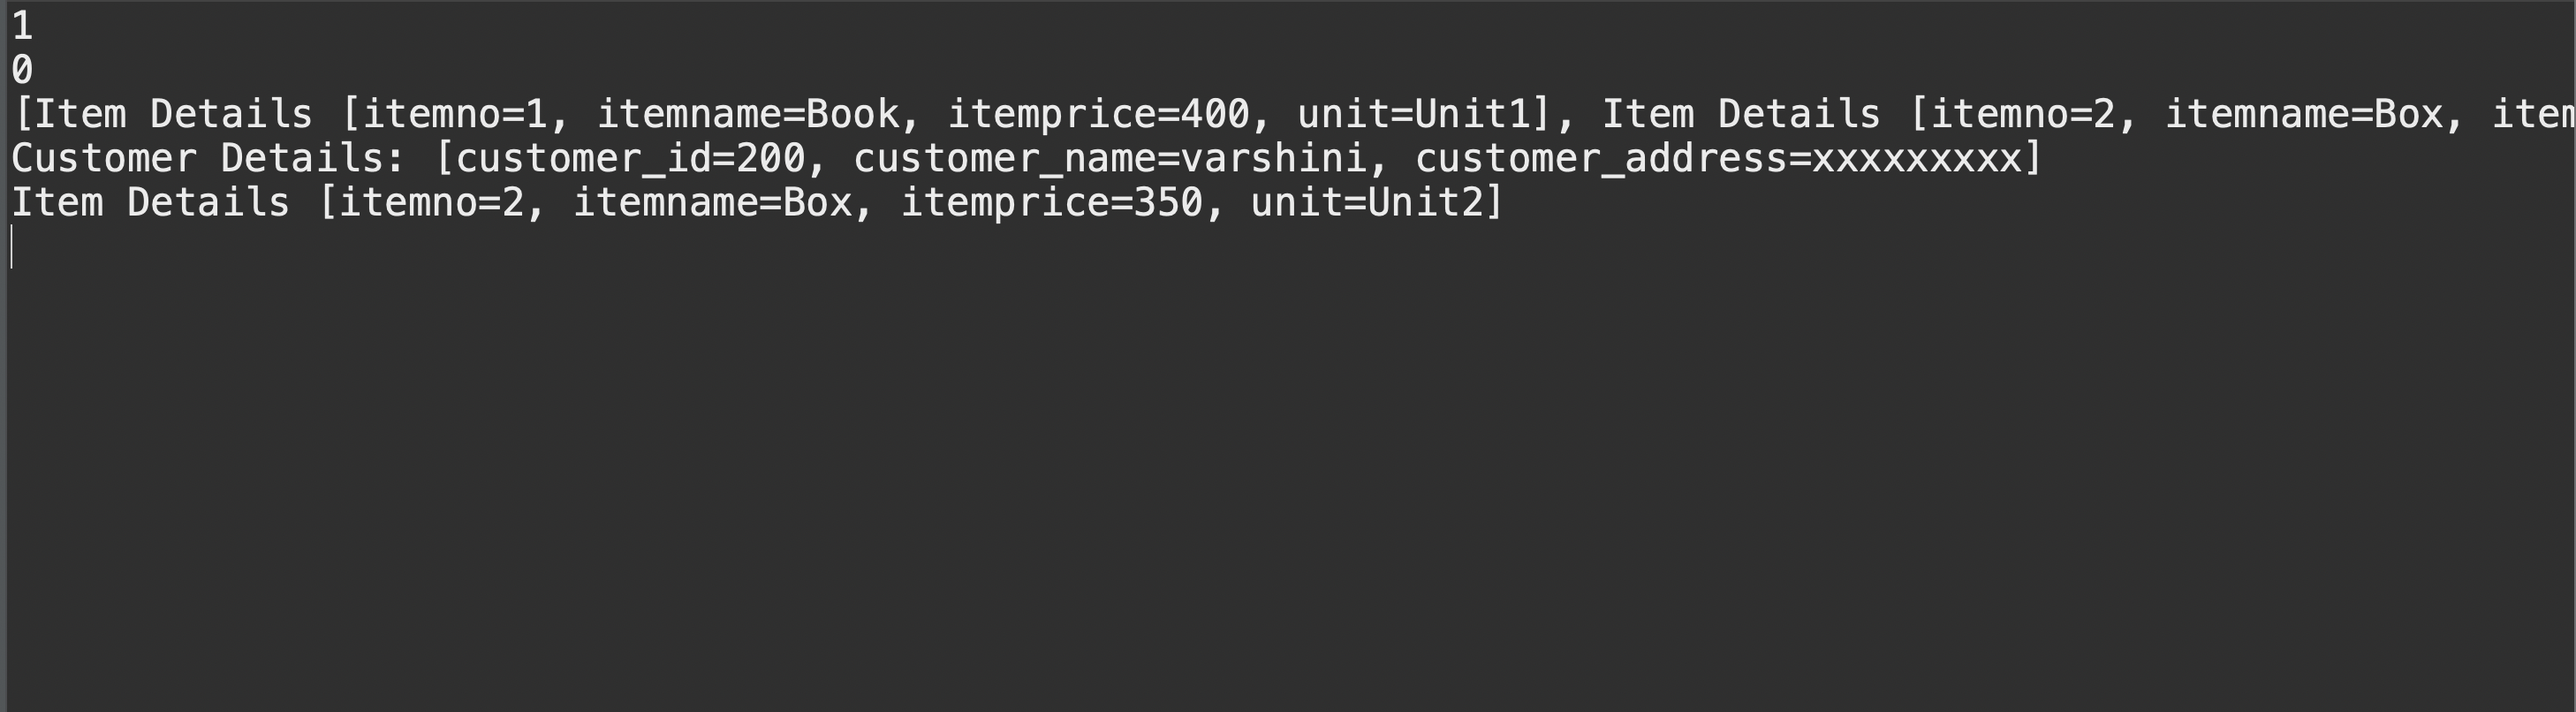 1
0
[Item Details [itemno=1, itemname=Book, itemprice=400, unit=Unit1], Item Details [itemno=2, itemname=Box, item
Customer Details: [customer_id=200, customer_name=varshini, customer_address=xxxxxxxxx]
Item Details [itemno=2, itemname=Box, itemprice=350, unit=Unit2]